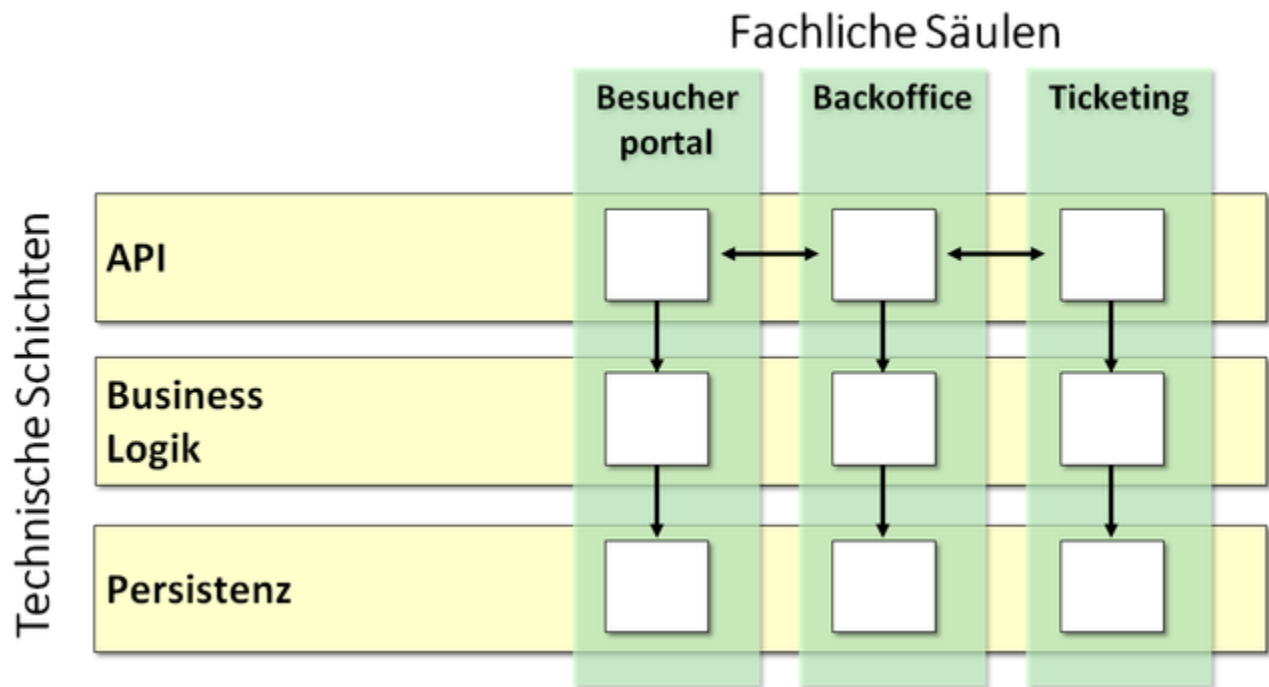 Fachliche Säulen
Besucher
portal
Backoffice
Ticketing
Technische Schichten
API
Business
Logik
Persistenz